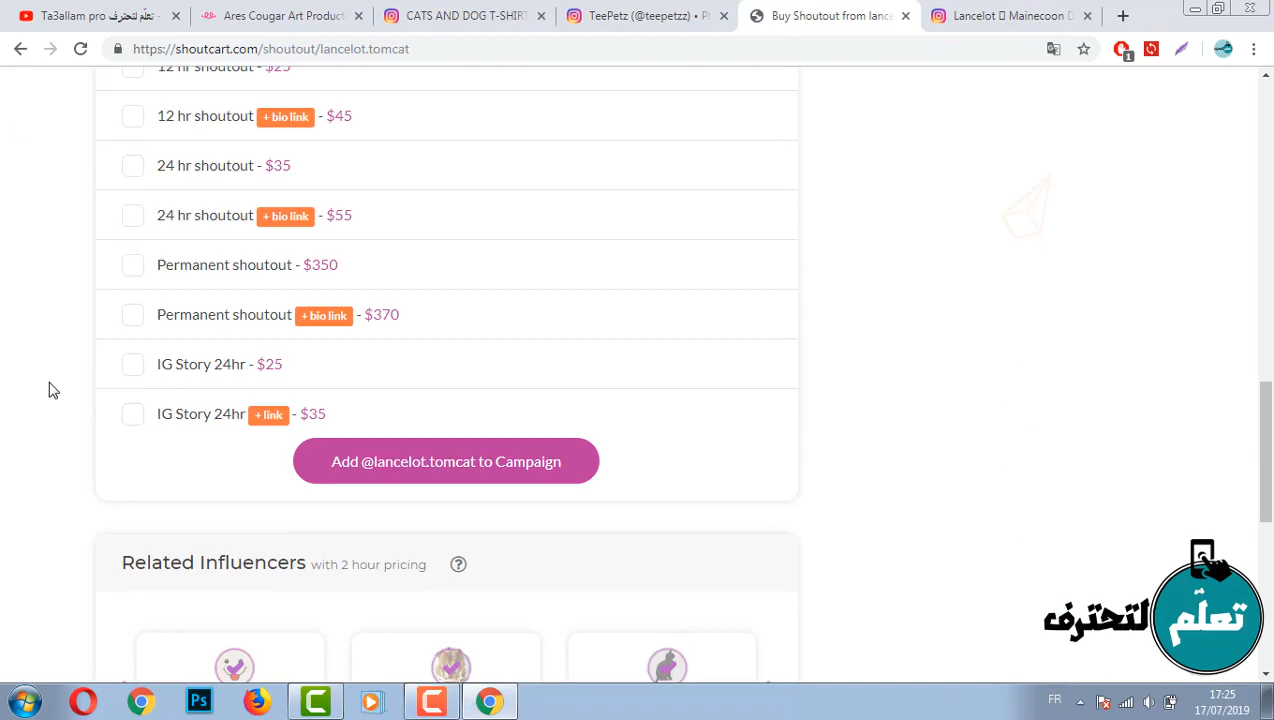 Ta3allam pro تعلّم لتحترف
Ares Cougar Art Product
CATS AND DOG T-SHIRT
TeePetz (@teepetzz) • Ph
Buy Shoutout from lance
Lancelot Mainecoon
https://shoutcart.com/shoutout/lancelot.tomcat
1
12 hr shoutout - $25
12 hr shoutout + bio link - $45
24 hr shoutout - $35
24 hr shoutout + bio link - $55
Permanent shoutout - $350
Permanent shoutout + bio link - $370
IG Story 24hr - $25
IG Story 24hr + link - $35
Add @lancelot.tomcat to Campaign
Related Influencers with 2 hour pricing ?
تعلّم لتحترف
Ps
FR
17:25
17/07/2019